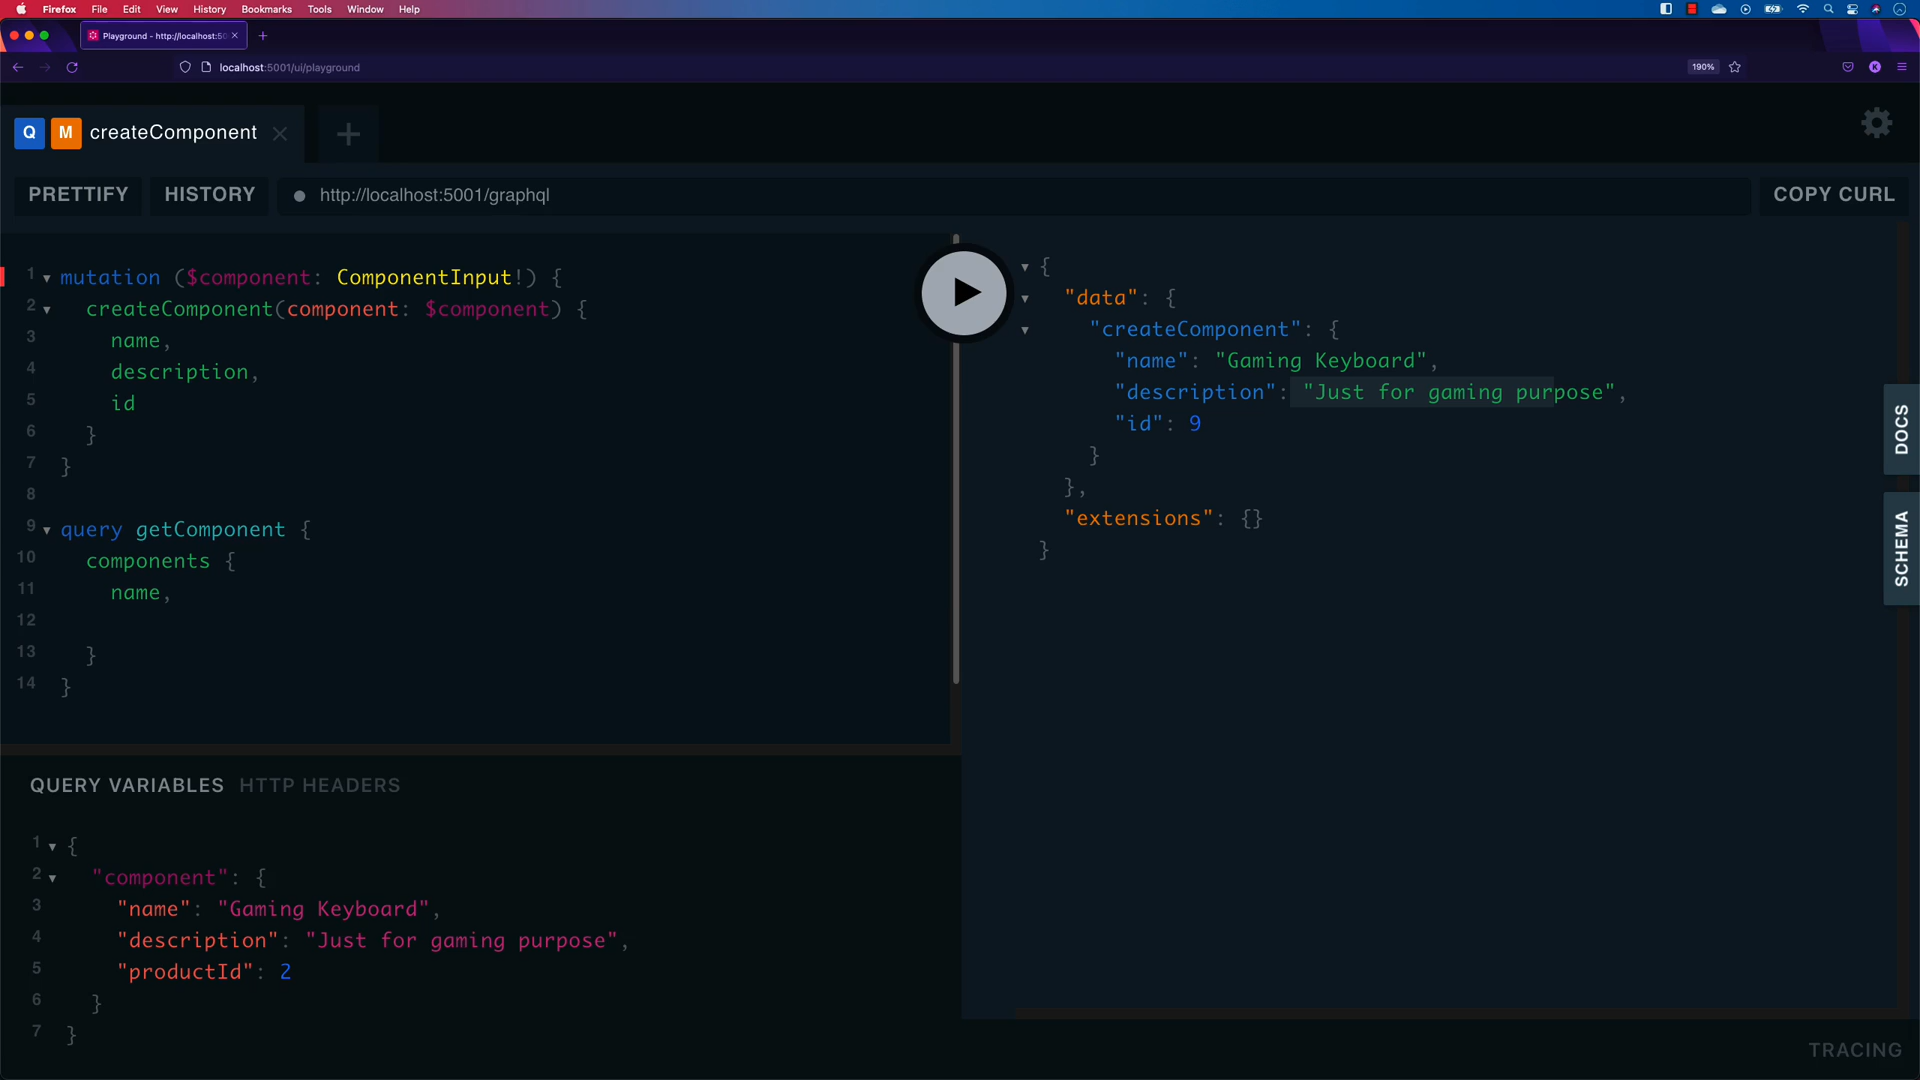 Firefox File Edit View History Bookmarks Tools Window Help
Playground - http://localhost:50
localhost:5001/ui/playground 190% K
Q M createComponent
PRETTIFY HISTORY http://localhost:5001/graphql COPY CURL
1 mutation ($component: ComponentInput!) {
2 createComponent(component: $component) {
3 name,
4 description,
5 id
6 }
7 }
8
9 query getComponent {
10 components {
11 name,
12
13 }
14 }
{
"data": {
"createComponent": {
"name": "Gaming Keyboard",
"description": "Just for gaming purpose",
"id": 9
}
},
"extensions": {}
}
DOCS
SCHEMA
QUERY VARIABLES HTTP HEADERS
1 {
2 "component": {
3 "name": "Gaming Keyboard",
4 "description": "Just for gaming purpose",
5 "productId": 2
6 }
7 }
TRACING